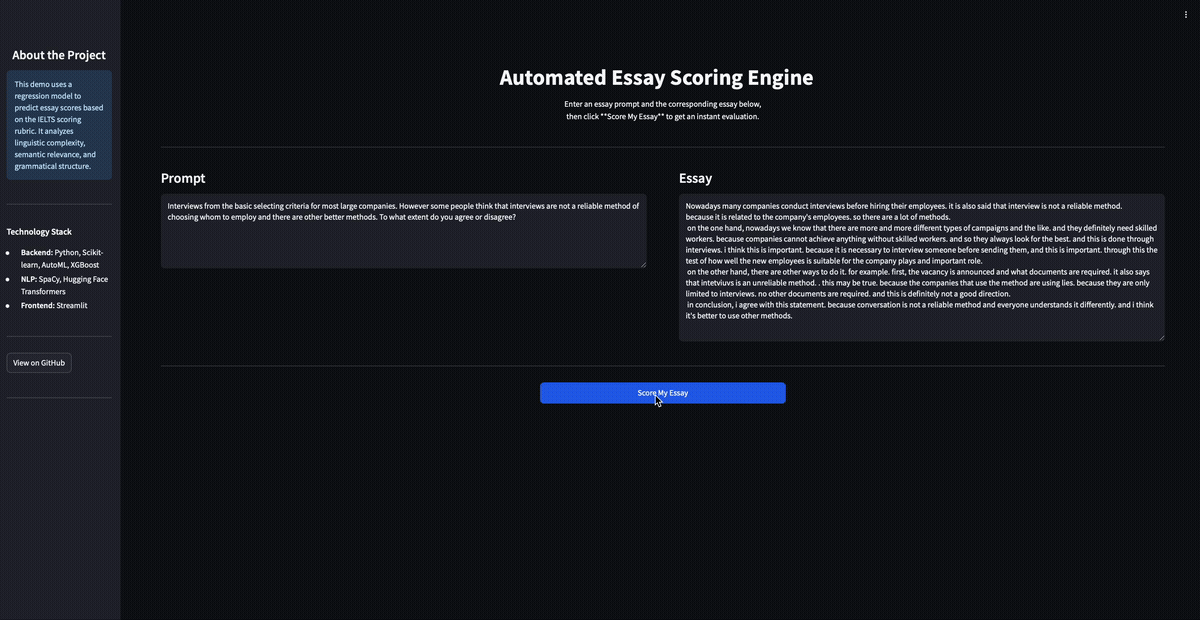 About the Project
This demo uses a
regression model to
predict essay scores based
on the IELTS scoring
rubric. It analyzes
linguistic complexity,
semantic relevance, and
grammatical structure.
Technology Stack
Backend: Python, Scikit-
learn, AutoML, XGBoost
NLP: SpaCy, Hugging Face
Transformers
Frontend: Streamlit
View on GitHub
Automated Essay Scoring Engine
Enter an essay prompt and the corresponding essay below,
then click **Score My Essay** to get an instant evaluation.
Prompt
Interviews from the basic selecting criteria for most large companies. However some people think that interviews are not a reliable method of
choosing whom to employ and there are other better methods. To what extent do you agree or disagree?
Essay
Nowadays many companies conduct interviews before hiring their employees. it is also said that interview is not a reliable method.
because it is related to the company's employees. so there are a lot of methods.
on the one hand, nowadays we know that there are more and more different types of campaigns and the like. and they definitely need skilled
workers. because companies cannot achieve anything without skilled workers. and so they always look for the best. and this is done through
interviews. i think this is important. because it is necessary to interview someone before sending them, and this is important. through this the
test of how well the new employees is suitable for the company plays and important role.
on the other hand, there are other ways to do it. for example. first, the vacancy is announced and what documents are required. it also says
that intetviuvs is an unreliable method. . this may be true. because the companies that use the method are using lies. because they are only
limited to interviews. no other documents are required. and this is definitely not a good direction.
in conclusion, i agree with this statement. because conversation is not a reliable method and everyone understands it differently. and i think
it's better to use other methods.
Score My Essay